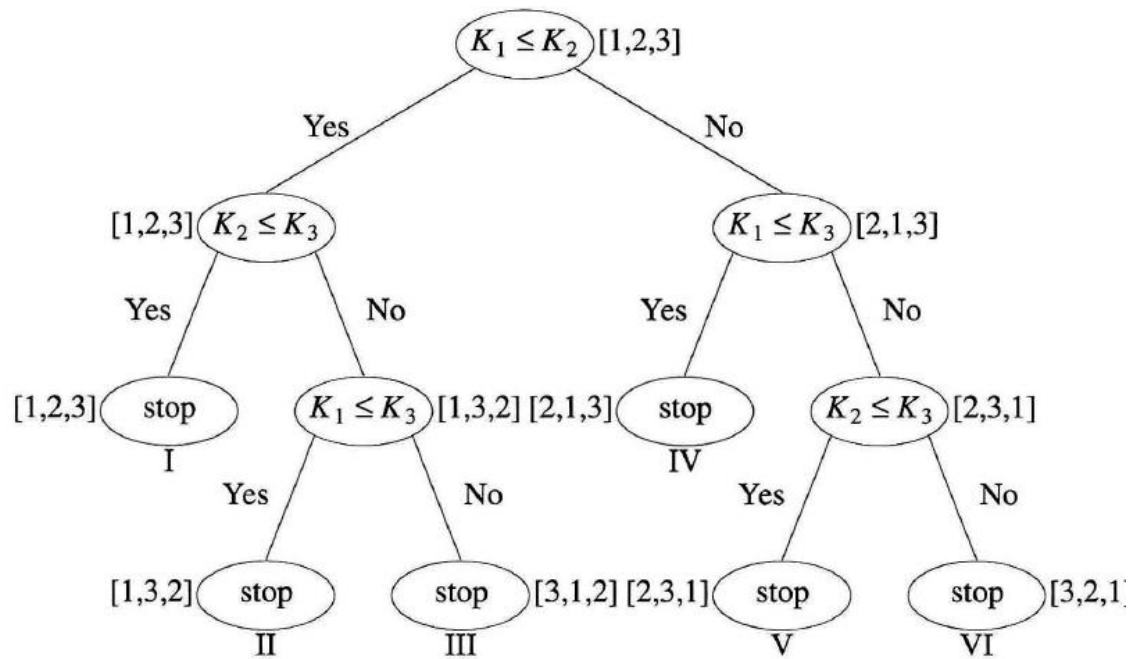 K₁ ≤ K₂ [1,2,3]
Yes No
[1,2,3] K₂ ≤ K₃ K₁ ≤ K₃ [2,1,3]
Yes No Yes No
[1,2,3] stop K₁ ≤ K₃ [1,3,2] [2,1,3] stop K₂ ≤ K₃ [2,3,1]
I IV
Yes No Yes No
[1,3,2] stop stop [3,1,2] [2,3,1] stop stop [3,2,1]
II III V VI